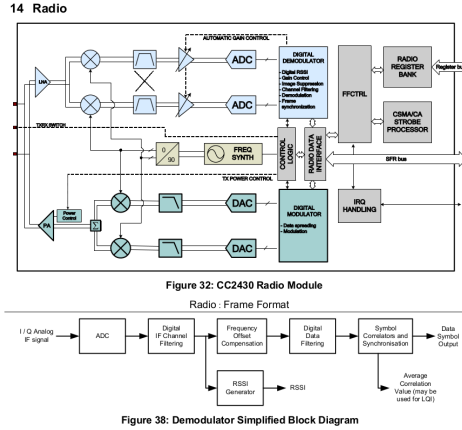 14 Radio
AUTOMATIC GAIN CONTROL
LNA
ADC
ADC
DIGITAL
DEMODULATOR
- Digital RSSI
- Gain Control
- Image Suppression
- Channel Filtering
- Demodulation
- Frame
synchronization
FFCTRL
RADIO
REGISTER
BANK
Register bu
CSMA/CA
STROBE
PROCESSOR
TX/RX SWITCH
0
90
FREQ
SYNTH
CONTROL
LOGIC
RADIO DATA
INTERFACE
SFR bus
TX POWER CONTROL
Power
Control
PA
Σ
DAC
DAC
DIGITAL
MODULATOR
- Data spreading
- Modulation
IRQ
HANDLING
Figure 32: CC2430 Radio Module
Radio : Frame Format
I / Q Analog
IF signal
ADC
Digital
IF Channel
Filtering
Frequency
Offset
Compensation
Digital
Data
Filtering
Symbol
Correlators and
Synchronisation
Data
Symbol
Output
RSSI
Generator
RSSI
Average
Correlation
Value (may be
used for LQI)
Figure 38: Demodulator Simplified Block Diagram